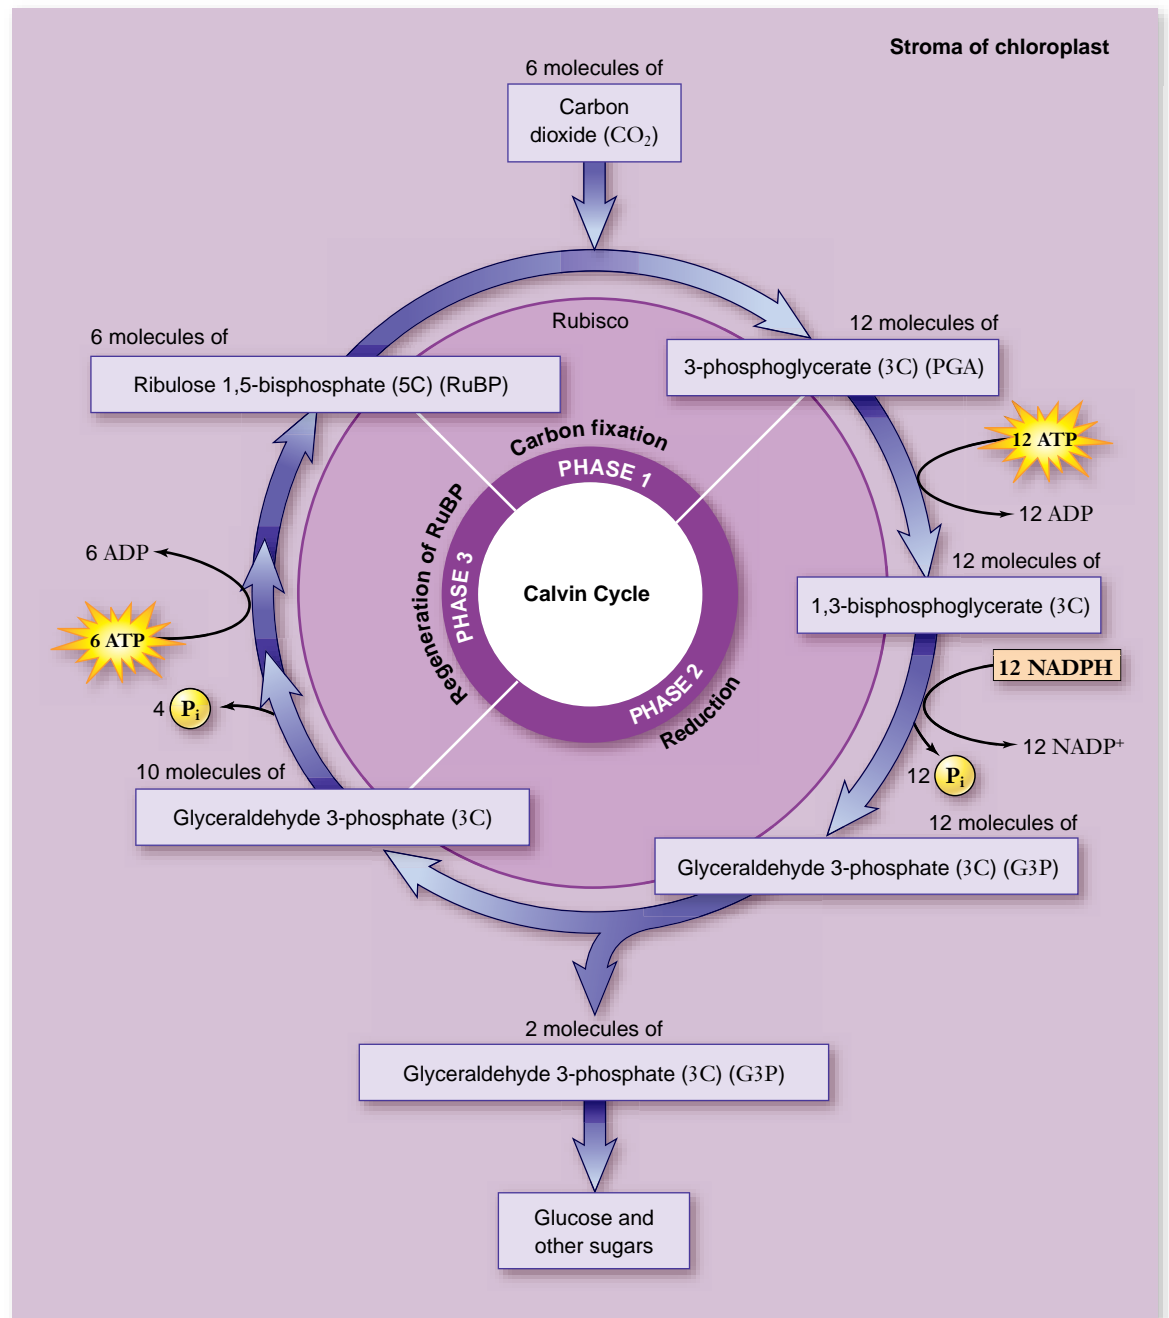 Stroma of chloroplast
6 molecules of
Carbon
dioxide (CO₂)
Rubisco
6 molecules of
Ribulose 1,5-bisphosphate (5C) (RuBP)
12 molecules of
3-phosphoglycerate (3C) (PGA)
12 ATP
12 ADP
12 molecules of
1,3-bisphosphoglycerate (3C)
12 NADPH
12 NADP⁺
12 Pᵢ
12 molecules of
Glyceraldehyde 3-phosphate (3C) (G3P)
Carbon fixation
PHASE 1
Regeneration of RuBP
PHASE 3
Calvin Cycle
PHASE 2
Reduction
6 ADP
6 ATP
4 Pᵢ
10 molecules of
Glyceraldehyde 3-phosphate (3C)
2 molecules of
Glyceraldehyde 3-phosphate (3C) (G3P)
Glucose and
other sugars